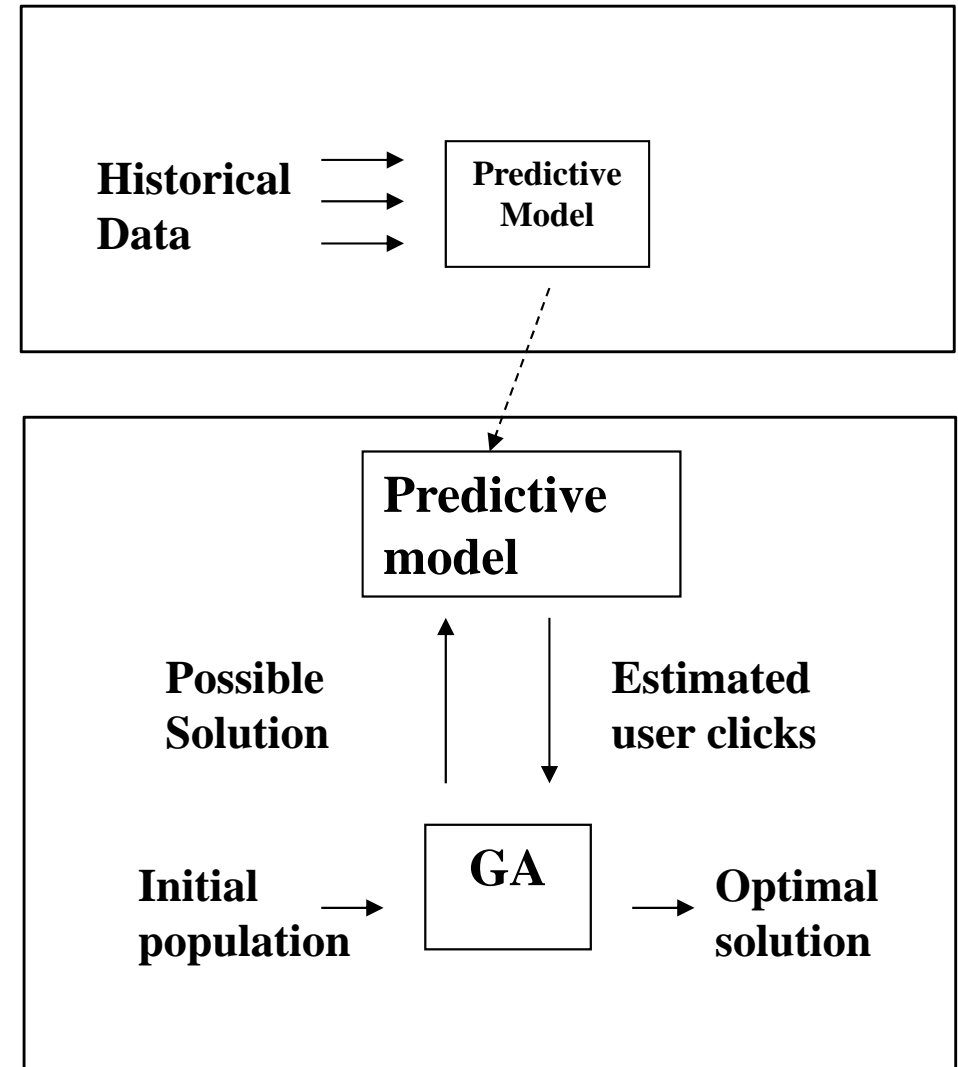 Historical
Data
Predictive
Model
Predictive
model
Possible
Solution
Estimated
user clicks
Initial
population
GA
Optimal
solution